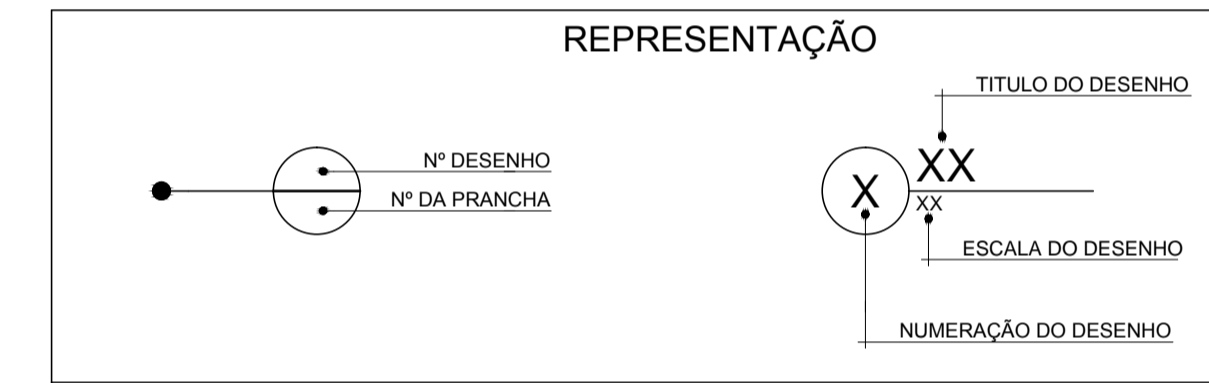 REPRESENTAÇÃO
Nº DESENHO
Nº DA PRANCHA
TITULO DO DESENHO
XX
X
XX
ESCALA DO DESENHO
NUMERAÇÃO DO DESENHO